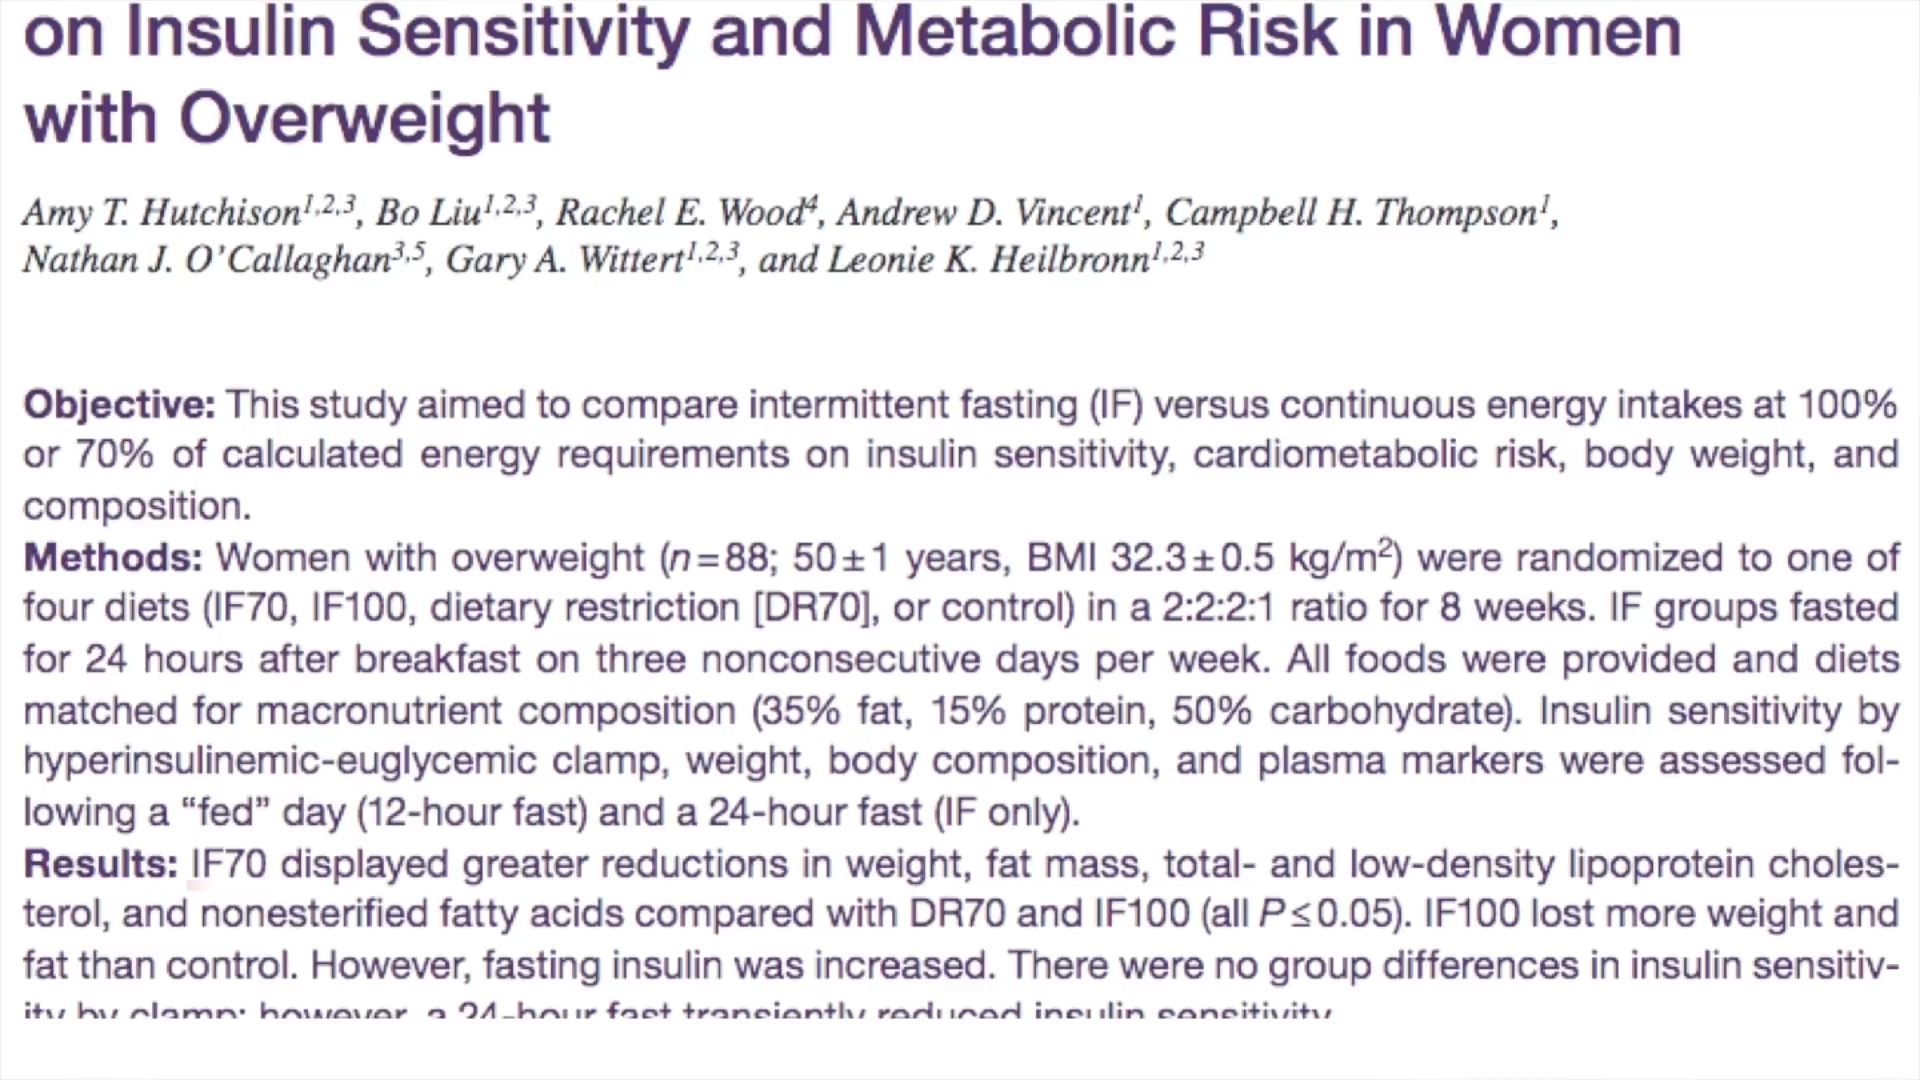 on Insulin Sensitivity and Metabolic Risk in Women
with Overweight
Amy T. Hutchison1,2,3, Bo Liu1,2,3, Rachel E. Wood4, Andrew D. Vincent1, Campbell H. Thompson1,
Nathan J. O’Callaghan3,5, Gary A. Wittert1,2,3, and Leonie K. Heilbronn1,2,3
Objective: This study aimed to compare intermittent fasting (IF) versus continuous energy intakes at 100%
or 70% of calculated energy requirements on insulin sensitivity, cardiometabolic risk, body weight, and
composition.
Methods: Women with overweight (n=88; 50±1 years, BMI 32.3±0.5 kg/m2) were randomized to one of
four diets (IF70, IF100, dietary restriction [DR70], or control) in a 2:2:2:1 ratio for 8 weeks. IF groups fasted
for 24 hours after breakfast on three nonconsecutive days per week. All foods were provided and diets
matched for macronutrient composition (35% fat, 15% protein, 50% carbohydrate). Insulin sensitivity by
hyperinsulinemic-euglycemic clamp, weight, body composition, and plasma markers were assessed fol-
lowing a “fed” day (12-hour fast) and a 24-hour fast (IF only).
Results: IF70 displayed greater reductions in weight, fat mass, total- and low-density lipoprotein choles-
terol, and nonesterified fatty acids compared with DR70 and IF100 (all P≤0.05). IF100 lost more weight and
fat than control. However, fasting insulin was increased. There were no group differences in insulin sensitiv-
ity by clamp; however, a 24-hour fast transiently reduced insulin sensitivity.